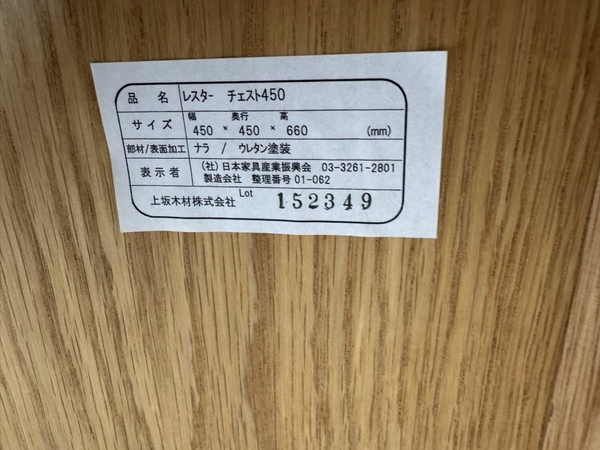 品　名　レスター　チェスト450
幅　奥行　高
サイズ　450 × 450 × 660 (mm)
部材/表面加工　ナラ　/　ウレタン塗装
表示者　(社)日本家具産業振興会　03-3261-2801
製造会社　整理番号01-062
上坂木材株式会社　Lot　152349